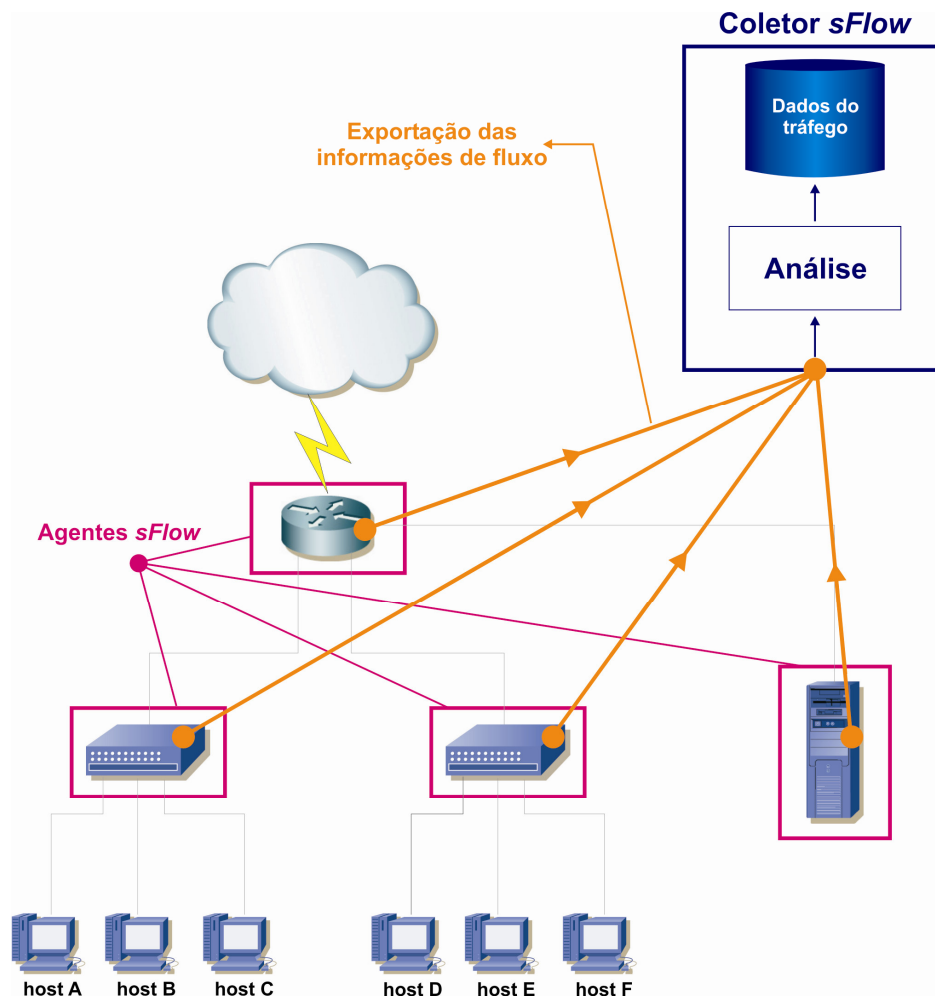 Coletor sFlow
Dados do
tráfego
Exportação das
informações de fluxo
Análise
Agentes sFlow
host A
host B
host C
host D
host E
host F